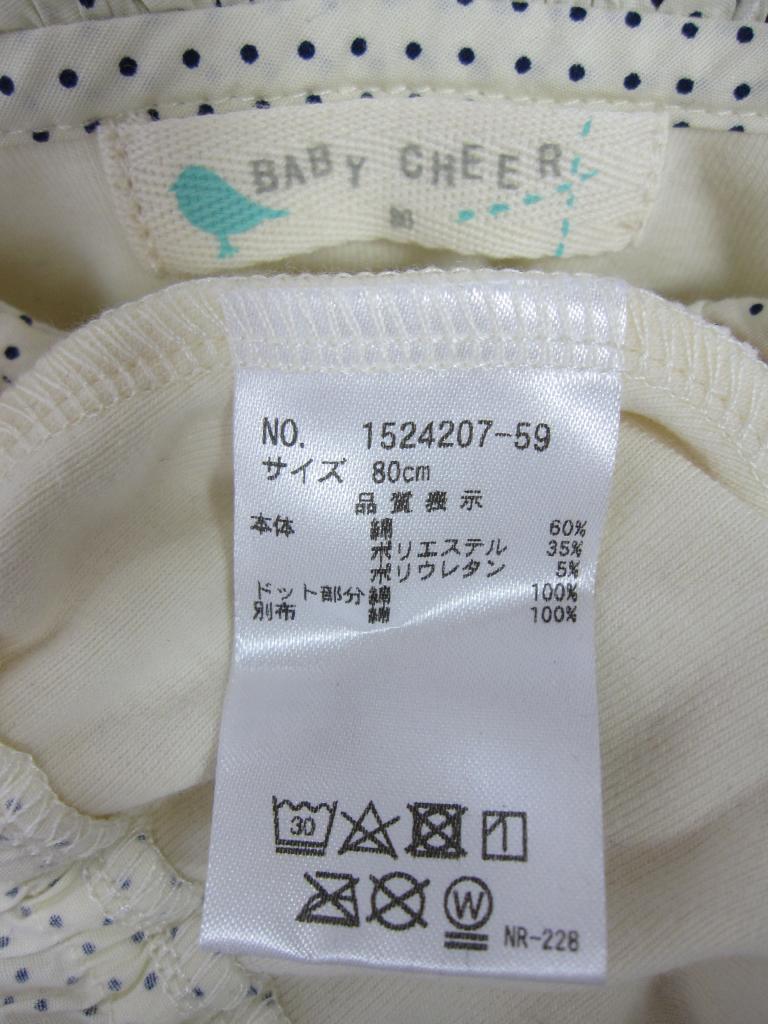 BABY CHEER
80
NO. 1524207-59
サイズ 80cm
品質表示
本体 綿 60%
ポリエステル 35%
ポリウレタン 5%
ドット部分 綿 100%
別布 綿 100%
30
W
NR-228